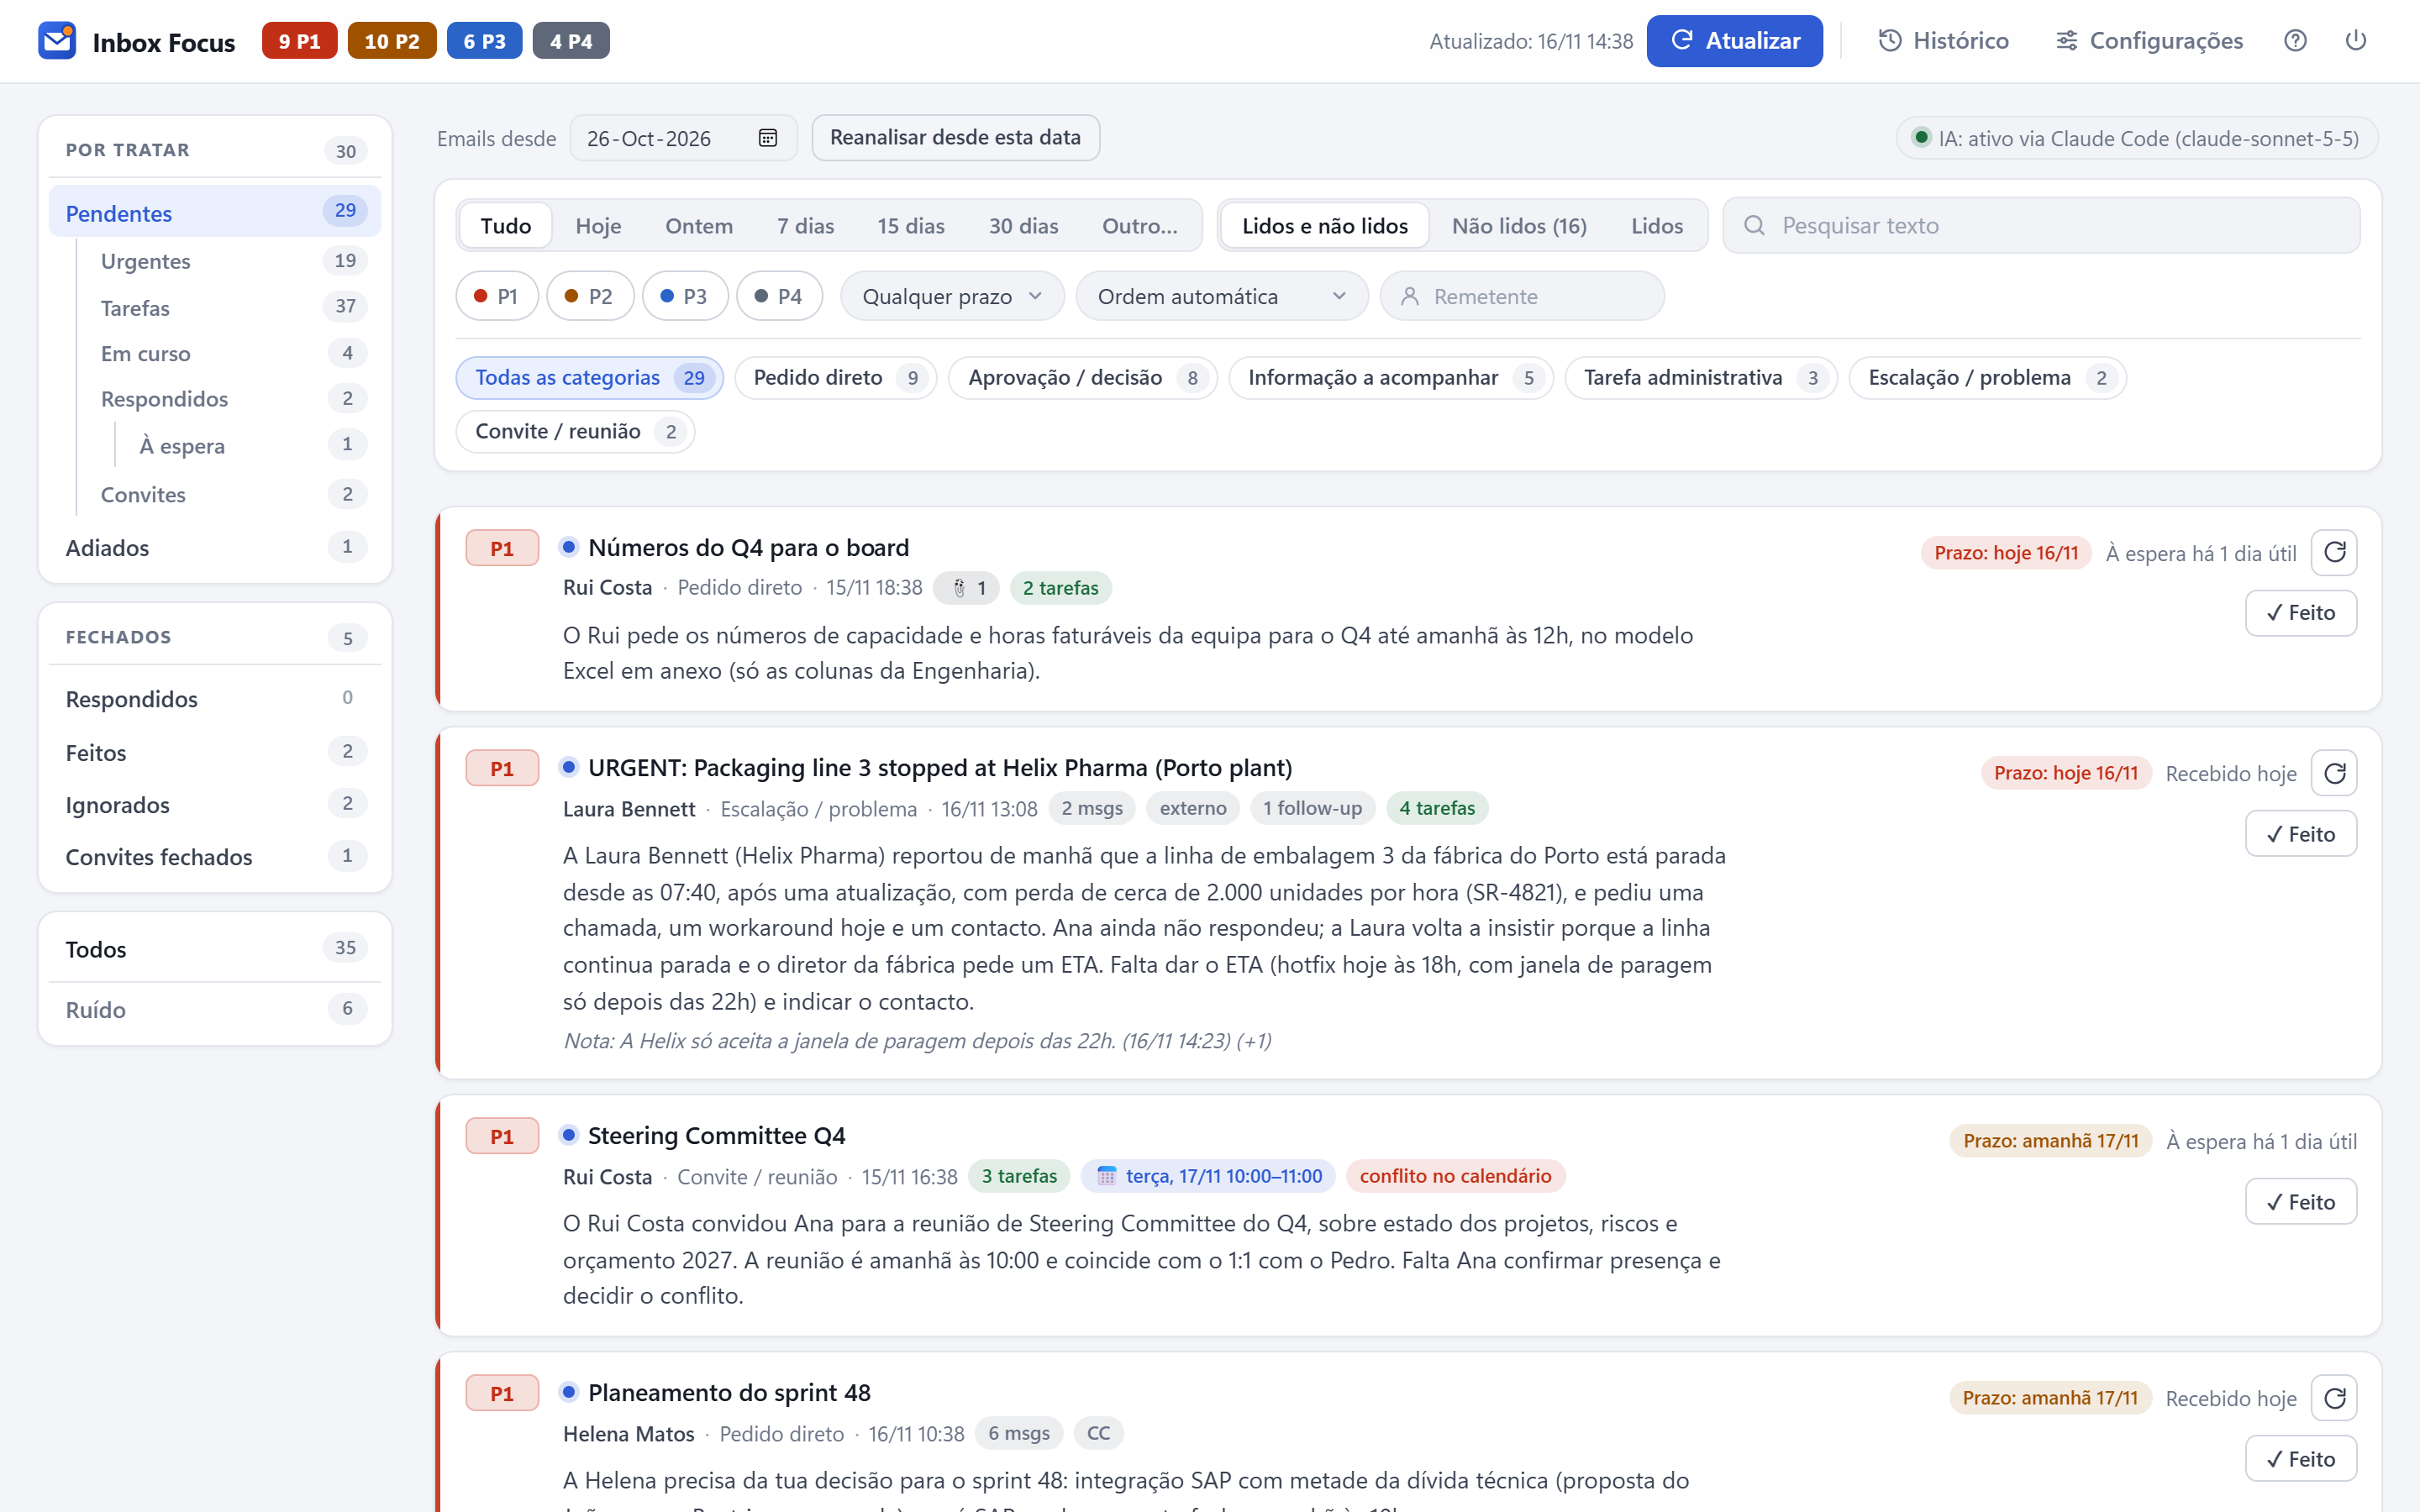 Inbox Focus 9 P1 10 P2 6 P3 4 P4 Atualizado: 16/11 14:38 Atualizar Histórico Configurações
POR TRATAR 30
Pendentes 29
Urgentes 19
Tarefas 37
Em curso 4
Respondidos 2
À espera 1
Convites 2
Adiados 1
FECHADOS 5
Respondidos 0
Feitos 2
Ignorados 2
Convites fechados 1
Todos 35
Ruído 6
Emails desde 26-Oct-2026 Reanalisar desde esta data IA: ativo via Claude Code (claude-sonnet-5-5)
Tudo Hoje Ontem 7 dias 15 dias 30 dias Outro... Lidos e não lidos Não lidos (16) Lidos Pesquisar texto
P1 P2 P3 P4 Qualquer prazo Ordem automática Remetente
Todas as categorias 29 Pedido direto 9 Aprovação / decisão 8 Informação a acompanhar 5 Tarefa administrativa 3 Escalação / problema 2
Convite / reunião 2
P1 Números do Q4 para o board Prazo: hoje 16/11 À espera há 1 dia útil
Rui Costa · Pedido direto · 15/11 18:38 1 2 tarefas
✓ Feito
O Rui pede os números de capacidade e horas faturáveis da equipa para o Q4 até amanhã às 12h, no modelo
Excel em anexo (só as colunas da Engenharia).
P1 URGENT: Packaging line 3 stopped at Helix Pharma (Porto plant) Prazo: hoje 16/11 Recebido hoje
Laura Bennett · Escalação / problema · 16/11 13:08 2 msgs externo 1 follow-up 4 tarefas
✓ Feito
A Laura Bennett (Helix Pharma) reportou de manhã que a linha de embalagem 3 da fábrica do Porto está parada
desde as 07:40, após uma atualização, com perda de cerca de 2.000 unidades por hora (SR-4821), e pediu uma
chamada, um workaround hoje e um contacto. Ana ainda não respondeu; a Laura volta a insistir porque a linha
continua parada e o diretor da fábrica pede um ETA. Falta dar o ETA (hotfix hoje às 18h, com janela de paragem
só depois das 22h) e indicar o contacto.
Nota: A Helix só aceita a janela de paragem depois das 22h. (16/11 14:23) (+1)
P1 Steering Committee Q4 Prazo: amanhã 17/11 À espera há 1 dia útil
Rui Costa · Convite / reunião · 15/11 16:38 3 tarefas terça, 17/11 10:00–11:00 conflito no calendário
✓ Feito
O Rui Costa convidou Ana para a reunião de Steering Committee do Q4, sobre estado dos projetos, riscos e
orçamento 2027. A reunião é amanhã às 10:00 e coincide com o 1:1 com o Pedro. Falta Ana confirmar presença e
decidir o conflito.
P1 Planeamento do sprint 48 Prazo: amanhã 17/11 Recebido hoje
Helena Matos · Pedido direto · 16/11 10:38 6 msgs CC
✓ Feito
A Helena precisa da tua decisão para o sprint 48: integração SAP com metade da dívida técnica (proposta do